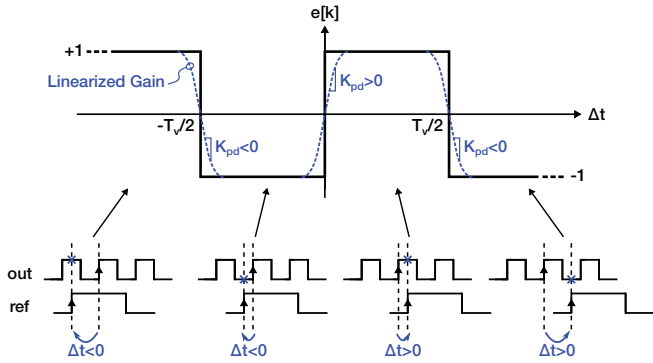 e[k]
+1
Linearized Gain
K_pd>0
-T_v/2
T_v/2
Δt
K_pd<0
K_pd<0
-1
out
ref
Δt<0
Δt<0
Δt>0
Δt>0